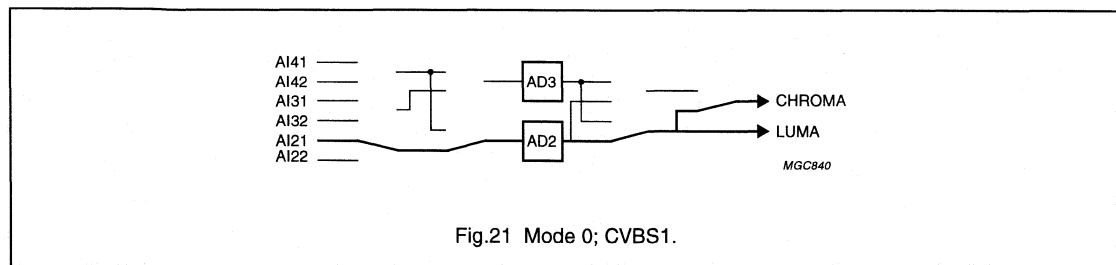 AI41
AI42
AI31
AI32
AI21
AI22
AD3
AD2
CHROMA
LUMA
MGC840
Fig.21 Mode 0; CVBS1.